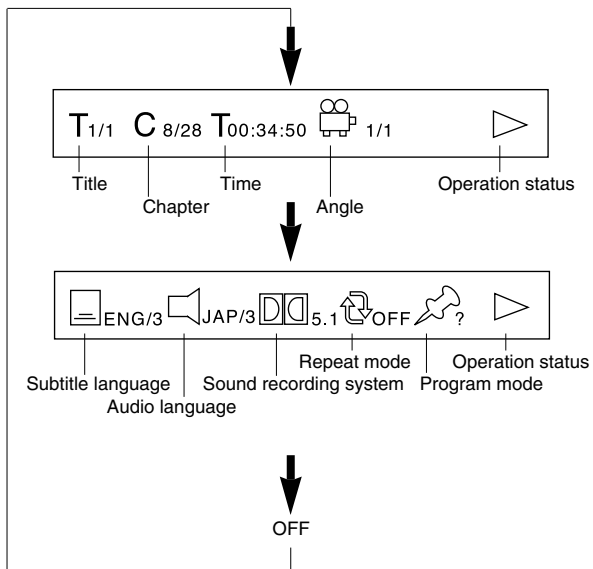 T1/1 C 8/28 T00:34:50 1/1
Title Chapter Time Angle Operation status
ENG/3 JAP/3 5.1 OFF ?
Subtitle language Audio language Sound recording system Repeat mode Program mode Operation status
OFF